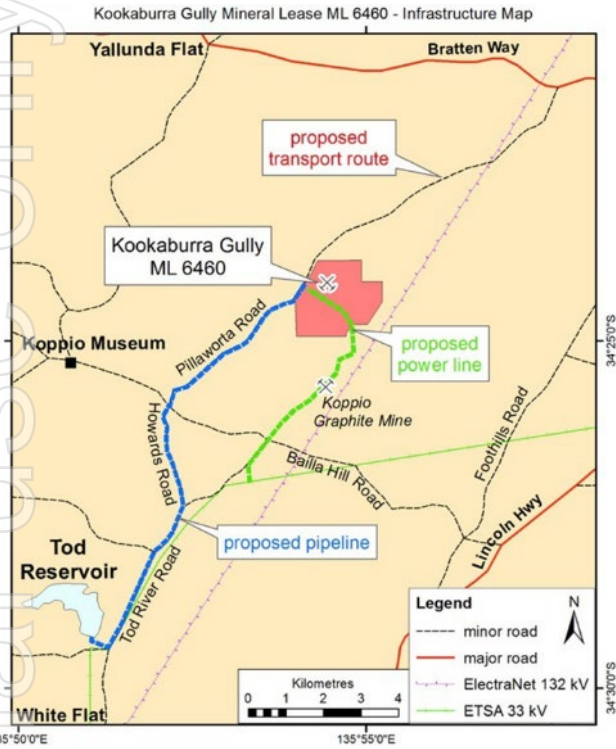 Kookaburra Gully Mineral Lease ML 6460 - Infrastructure Map
Yallunda Flat
Bratten Way
proposed
transport route
Kookaburra Gully
ML 6460
Koppio Museum
Pillaworta Road
proposed
power line
34°25'0"S
Koppio
Graphite Mine
Howards Road
Foothills Road
Bailla Hill Road
Lincoln Hwy
proposed pipeline
Tod
Reservoir
Tod River Road
Legend
N
minor road
major road
ElectraNet 132 kV
ETSA 33 kV
Kilometres
0 1 2 3 4
White Flat
34°30'0"S
135°55'0"E